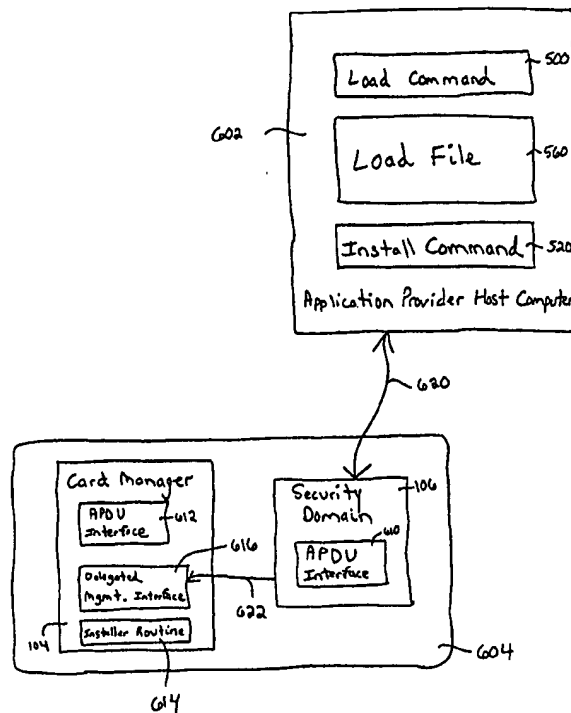 Load Command
500
602
Load File
560
Install Command
520
Application Provider Host Computer
620
Card Manager
APDU
Interface
612
616
Delegated
Mgmt. Interface
622
Installer Routine
104
614
Security
Domain
106
610
APDU
Interface
604